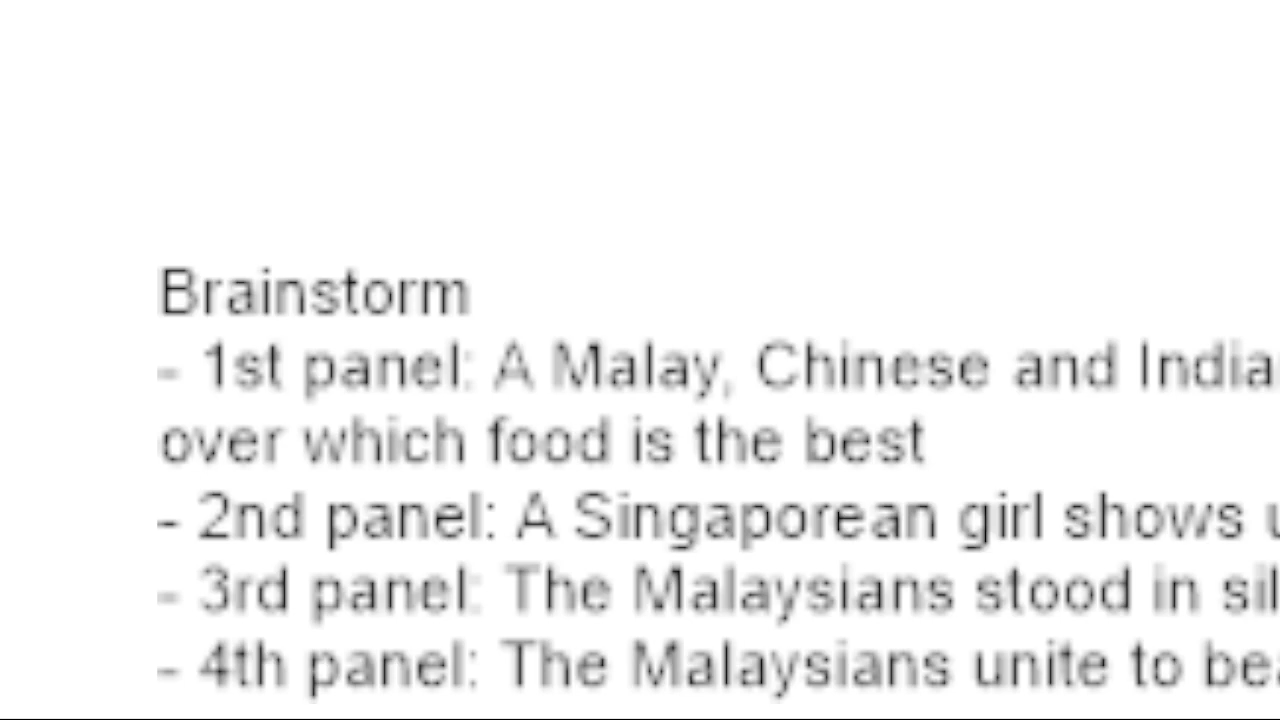 Brainstorm
- 1st panel: A Malay, Chinese and India
over which food is the best
- 2nd panel: A Singaporean girl shows
- 3rd panel: The Malaysians stood in
- 4th panel: The Malaysians unite to